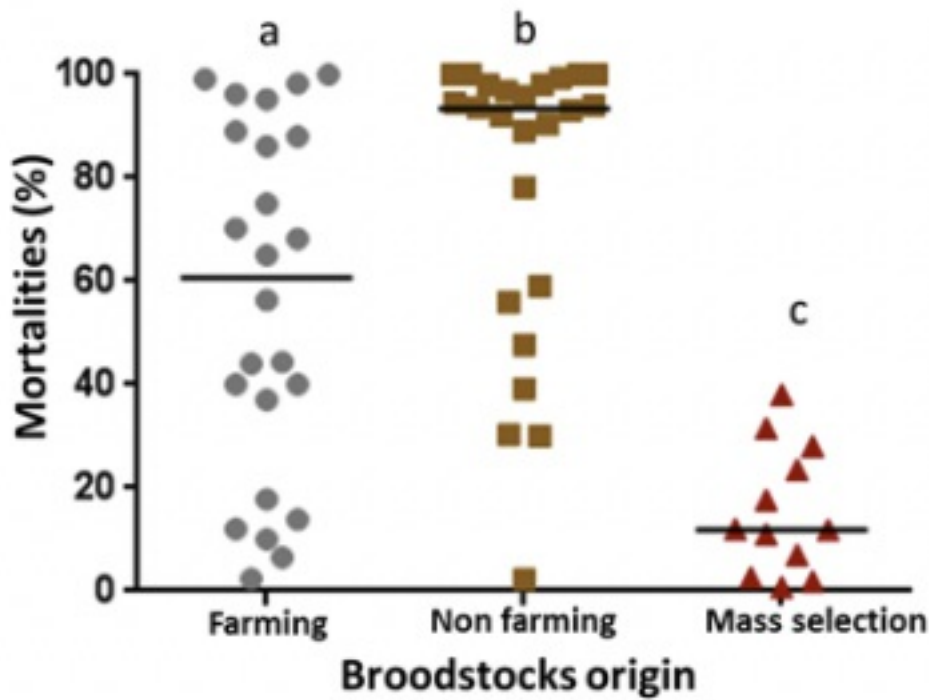 a
b
c
100
80
60
40
20
0
Mortalities (%)
Farming
Non farming
Mass selection
Broodstocks origin